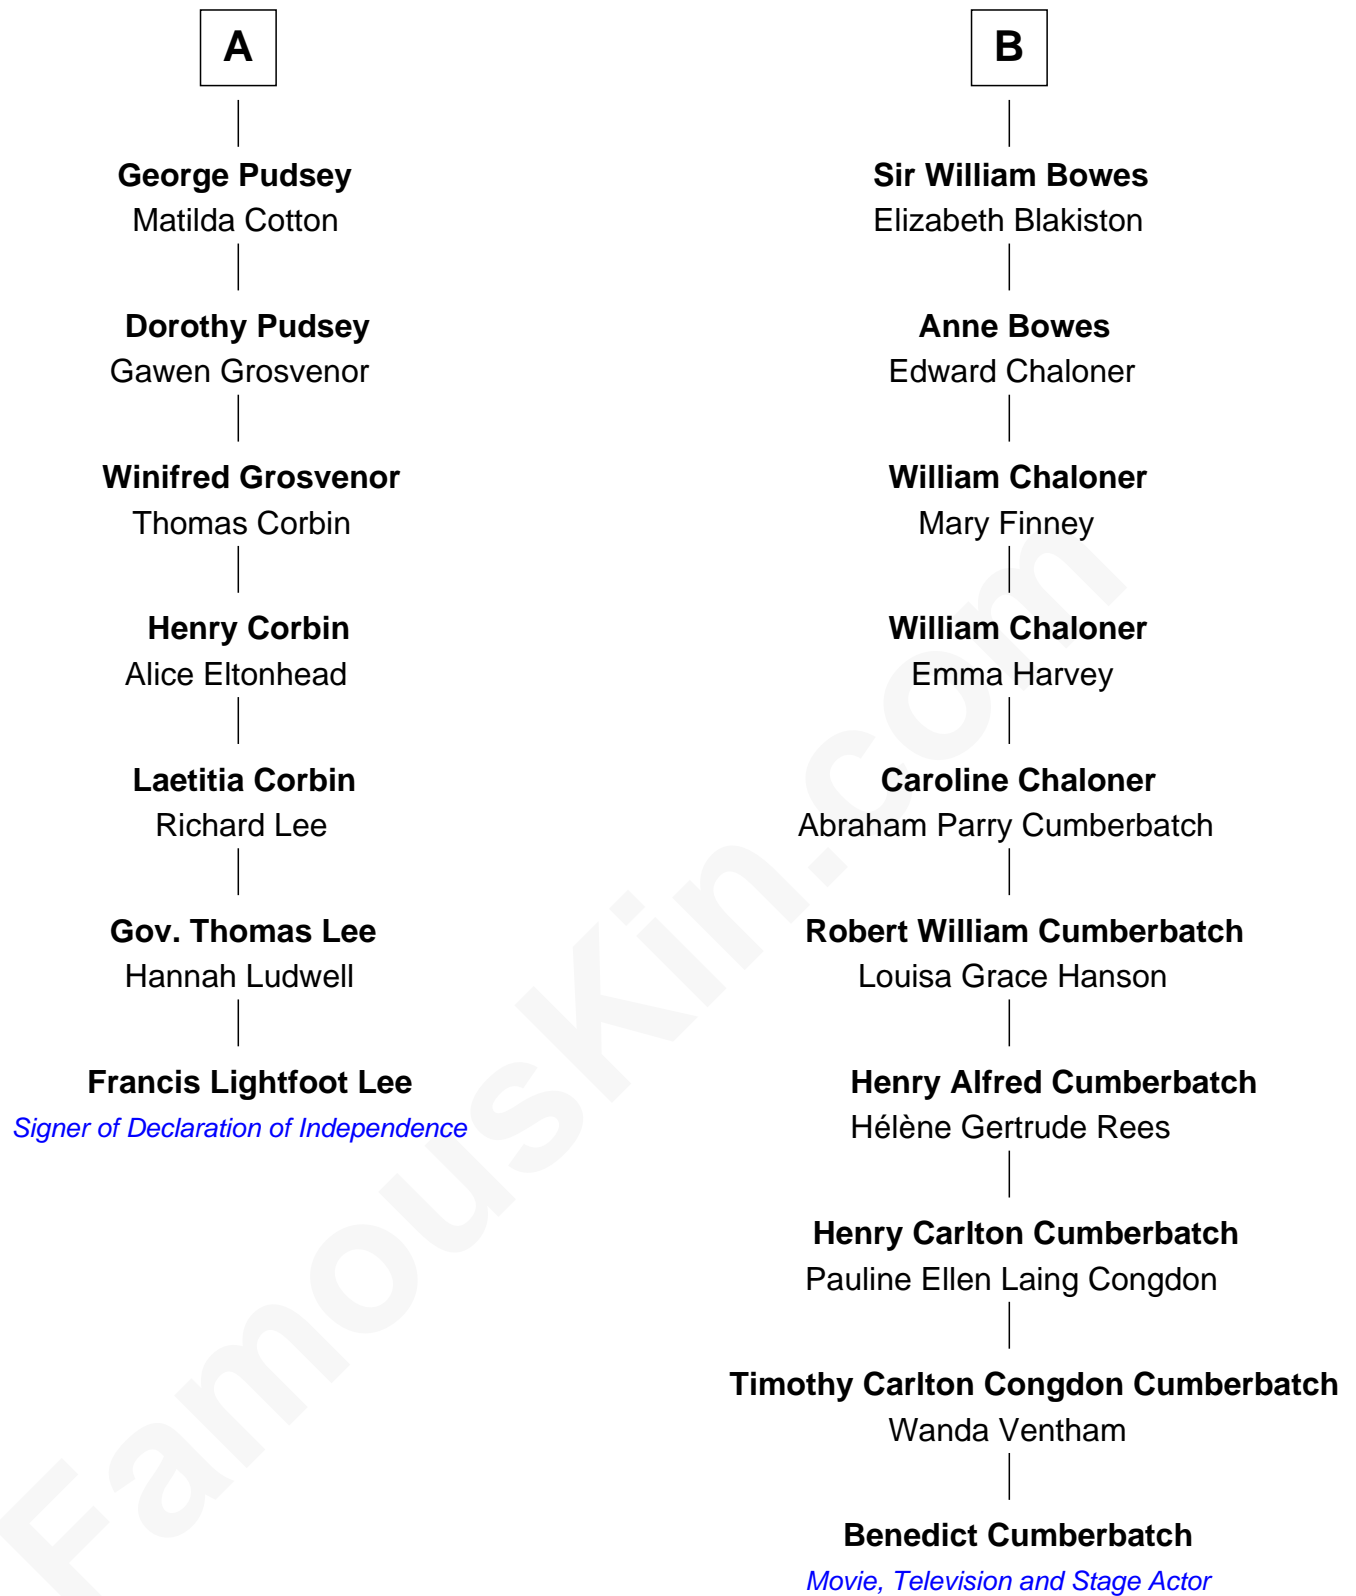 A
George Pudsey
Matilda Cotton
Dorothy Pudsey
Gawen Grosvenor
Winifred Grosvenor
Thomas Corbin
Henry Corbin
Alice Eltonhead
Laetitia Corbin
Richard Lee
Gov. Thomas Lee
Hannah Ludwell
Francis Lightfoot Lee
Signer of Declaration of Independence
B
Sir William Bowes
Elizabeth Blakiston
Anne Bowes
Edward Chaloner
William Chaloner
Mary Finney
William Chaloner
Emma Harvey
Caroline Chaloner
Abraham Parry Cumberbatch
Robert William Cumberbatch
Louisa Grace Hanson
Henry Alfred Cumberbatch
Hélène Gertrude Rees
Henry Carlton Cumberbatch
Pauline Ellen Laing Congdon
Timothy Carlton Congdon Cumberbatch
Wanda Ventham
Benedict Cumberbatch
Movie, Television and Stage Actor
FamousKin.com